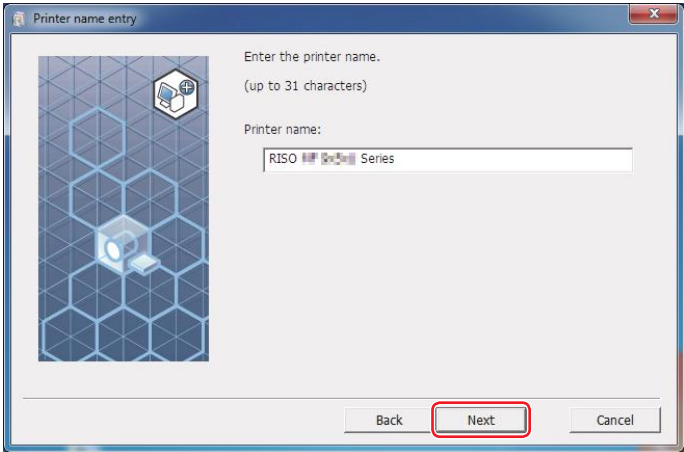 Printer name entry
Enter the printer name.
(up to 31 characters)
Printer name:
RISO Series
Back Next Cancel